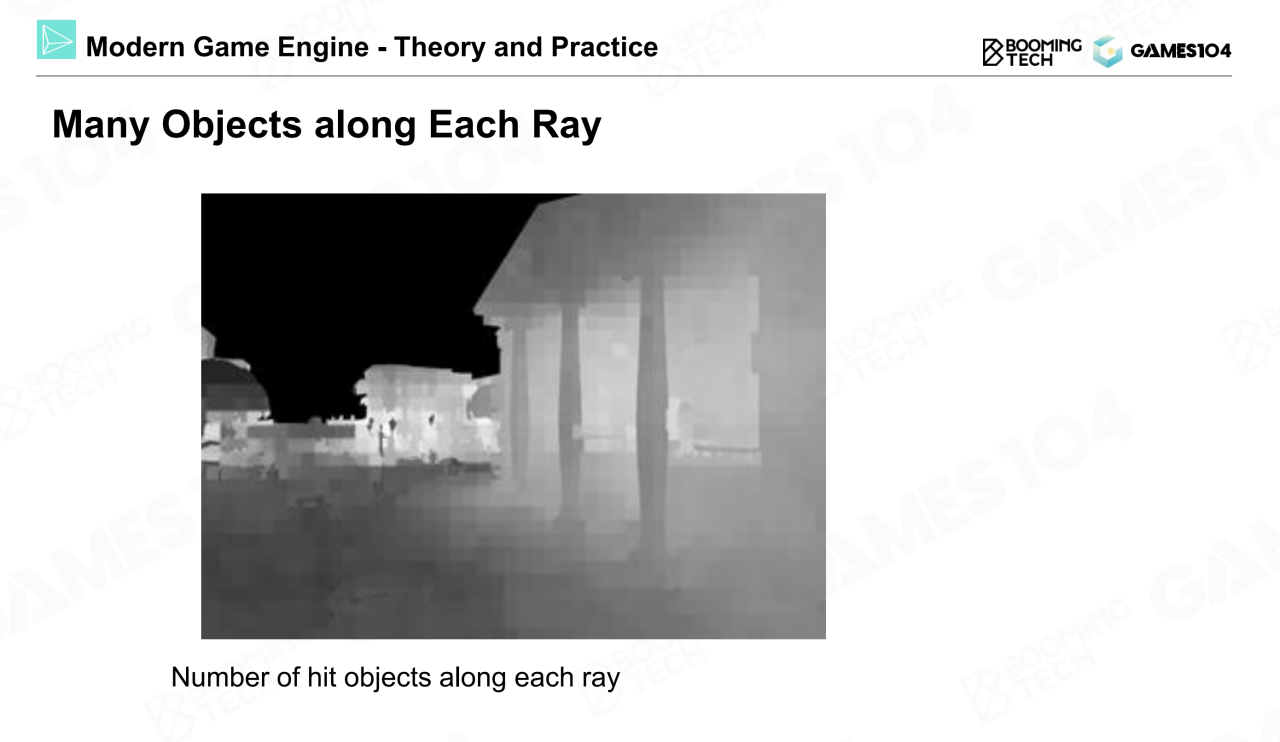 Modern Game Engine - Theory and Practice
BOOMING
TECH
GAMES104
Many Objects along Each Ray
Number of hit objects along each ray